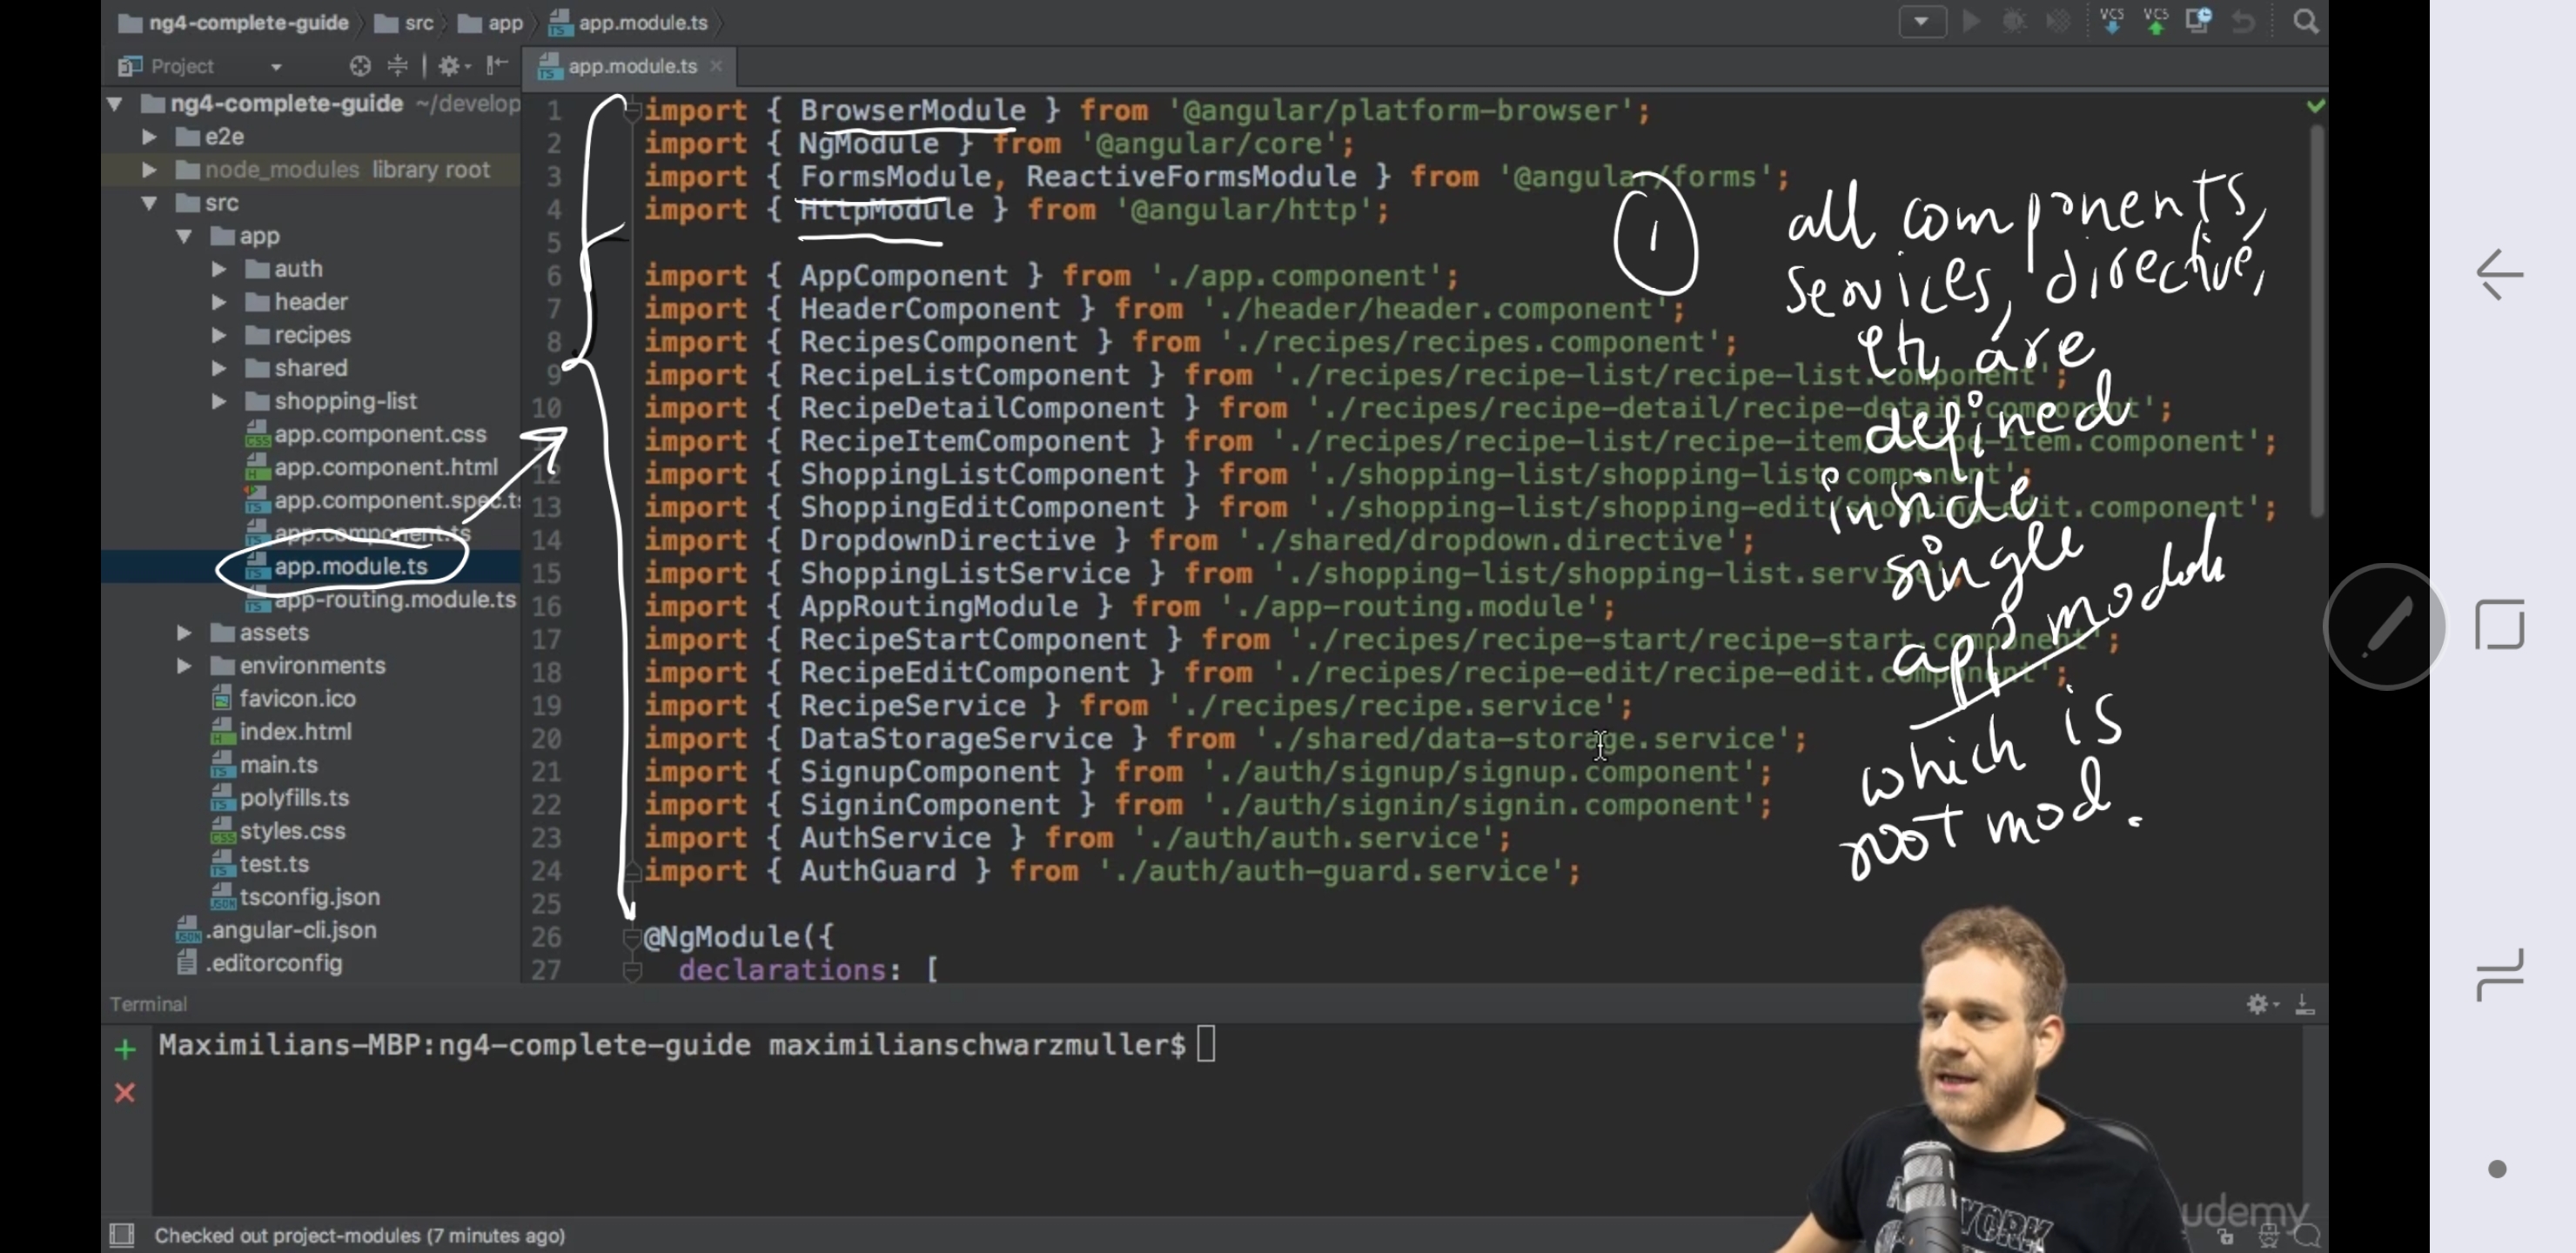 ng4-complete-guide src app app.module.ts
VCS VCS
Project
app.module.ts
ng4-complete-guide ~/develop
e2e
node_modules library root
src
app
auth
header
recipes
shared
shopping-list
app.component.css
app.component.html
app.component.spec.ts
app.component.ts
app.module.ts
app-routing.module.ts
assets
environments
favicon.ico
index.html
main.ts
polyfills.ts
styles.css
test.ts
tsconfig.json
.angular-cli.json
.editorconfig
1 import { BrowserModule } from '@angular/platform-browser';
2 import { NgModule } from '@angular/core';
3 import { FormsModule, ReactiveFormsModule } from '@angular/forms';
4 import { HttpModule } from '@angular/http';
5
6 import { AppComponent } from './app.component';
7 import { HeaderComponent } from './header/header.component';
8 import { RecipesComponent } from './recipes/recipes.component';
9 import { RecipeListComponent } from './recipes/recipe-list/recipe-list.component';
10 import { RecipeDetailComponent } from './recipes/recipe-detail/recipe-detail.component';
import { RecipeItemComponent } from './recipes/recipe-list/recipe-item/recipe-item.component';
12 import { ShoppingListComponent } from './shopping-list/shopping-list.component';
13 import { ShoppingEditComponent } from './shopping-list/shopping-edit/shopping-edit.component';
14 import { DropdownDirective } from './shared/dropdown.directive';
15 import { ShoppingListService } from './shopping-list/shopping-list.service';
16 import { AppRoutingModule } from './app-routing.module';
17 import { RecipeStartComponent } from './recipes/recipe-start/recipe-start.component';
18 import { RecipeEditComponent } from './recipes/recipe-edit/recipe-edit.component';
19 import { RecipeService } from './recipes/recipe.service';
20 import { DataStorageService } from './shared/data-storage.service';
21 import { SignupComponent } from './auth/signup/signup.component';
22 import { SigninComponent } from './auth/signin/signin.component';
23 import { AuthService } from './auth/auth.service';
24 import { AuthGuard } from './auth/auth-guard.service';
25
26 @NgModule({
27 declarations: [
1
all components,
services, directive,
etc are
defined
inside
single
app module
which is
root mod.
Terminal
Maximilians-MBP:ng4-complete-guide maximilianschwarzmuller$
Checked out project-modules (7 minutes ago)
YORK
udemy